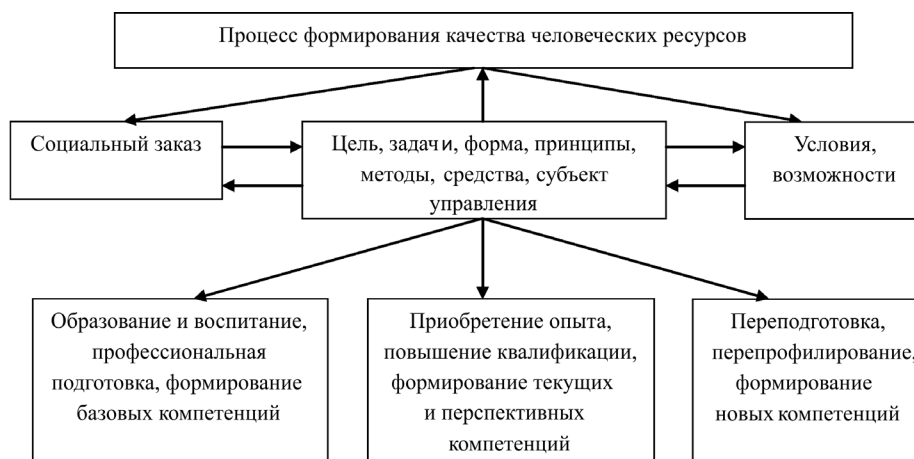 Процесс формирования качества человеческих ресурсов
Социальный заказ
Цель, задачи, форма, принципы,
методы, средства, субъект
управления
Условия,
возможности
Образование и воспитание,
профессиональная
подготовка, формирование
базовых компетенций
Приобретение опыта,
повышение квалификации,
формирование текущих
и перспективных
компетенций
Переподготовка,
перепрофилирование,
формирование
новых компетенций